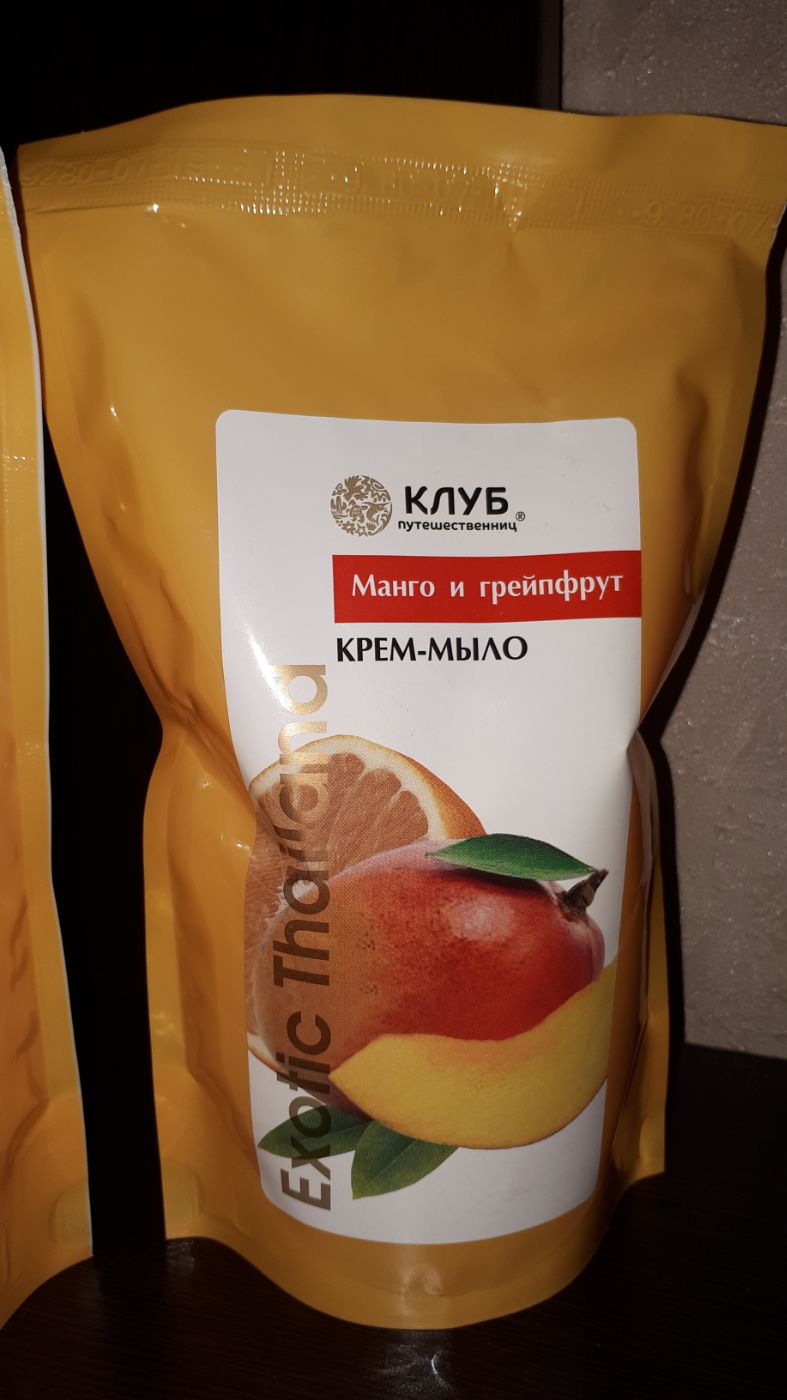 КЛУБ
путешественниц®
Манго и грейпфрут
КРЕМ-МЫЛО
Exotic Thailand